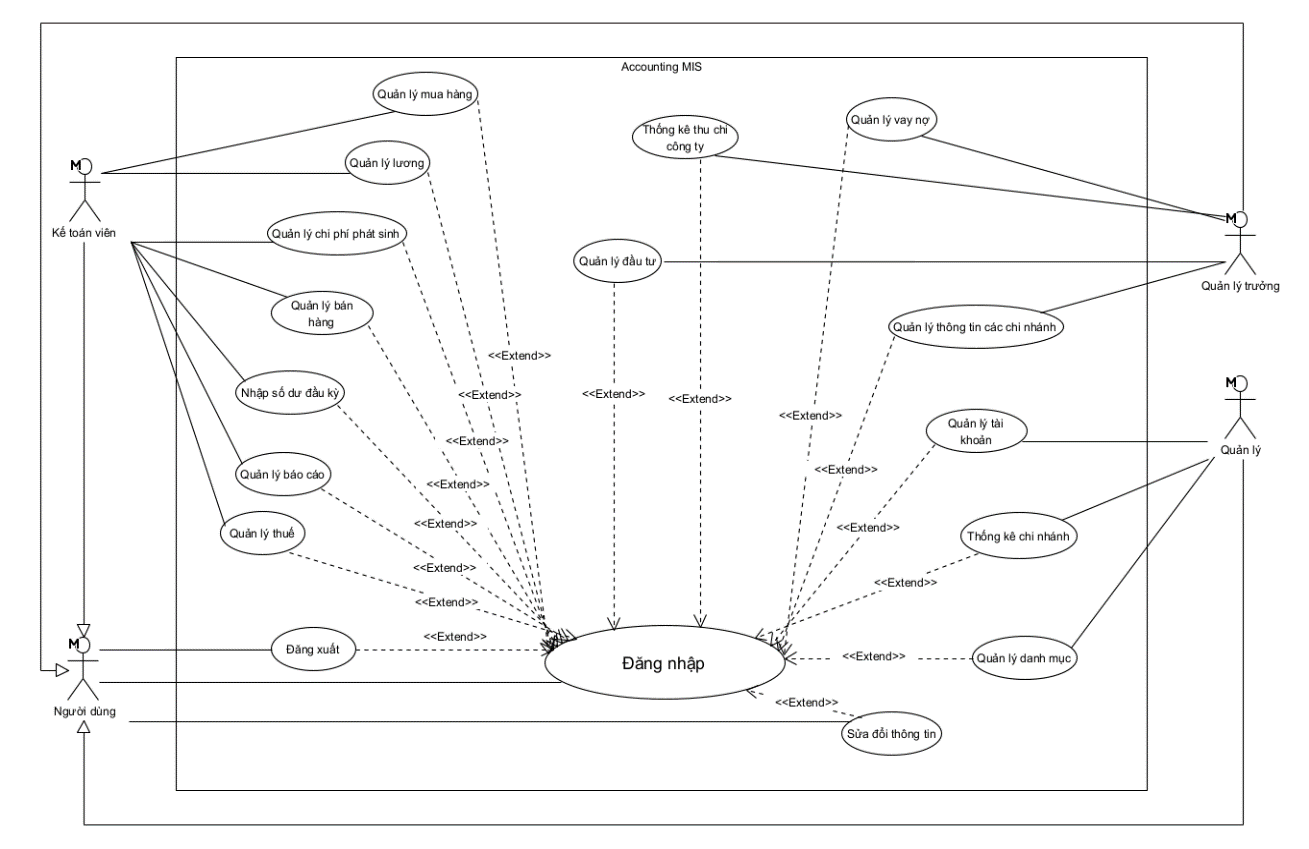 Accounting MIS
Quản lý mua hàng
Thống kê thu chi
công ty
Quản lý vay nợ
Quản lý lương
M
Kế toán viên
Quản lý chi phí phát sinh
M
Quản lý trưởng
Quản lý đầu tư
Quản lý bán
hàng
Quản lý thông tin các chi nhánh
<<Extend>>
Nhập số dư đầu kỳ
<<Extend>>
<<Extend>>
<<Extend>>
M
Quản lý
<<Extend>>
Quản lý tài
khoản
<<Extend>>
Quản lý báo cáo
<<Extend>>
<<Extend>>
<<Extend>>
<<Extend>>
Quản lý thuế
Thống kê chi nhánh
<<Extend>>
<<Extend>>
<<Extend>>
M
Người dùng
Đăng xuất
<<Extend>>
Đăng nhập
<<Extend>>
Quản lý danh mục
<<Extend>>
Sửa đổi thông tin